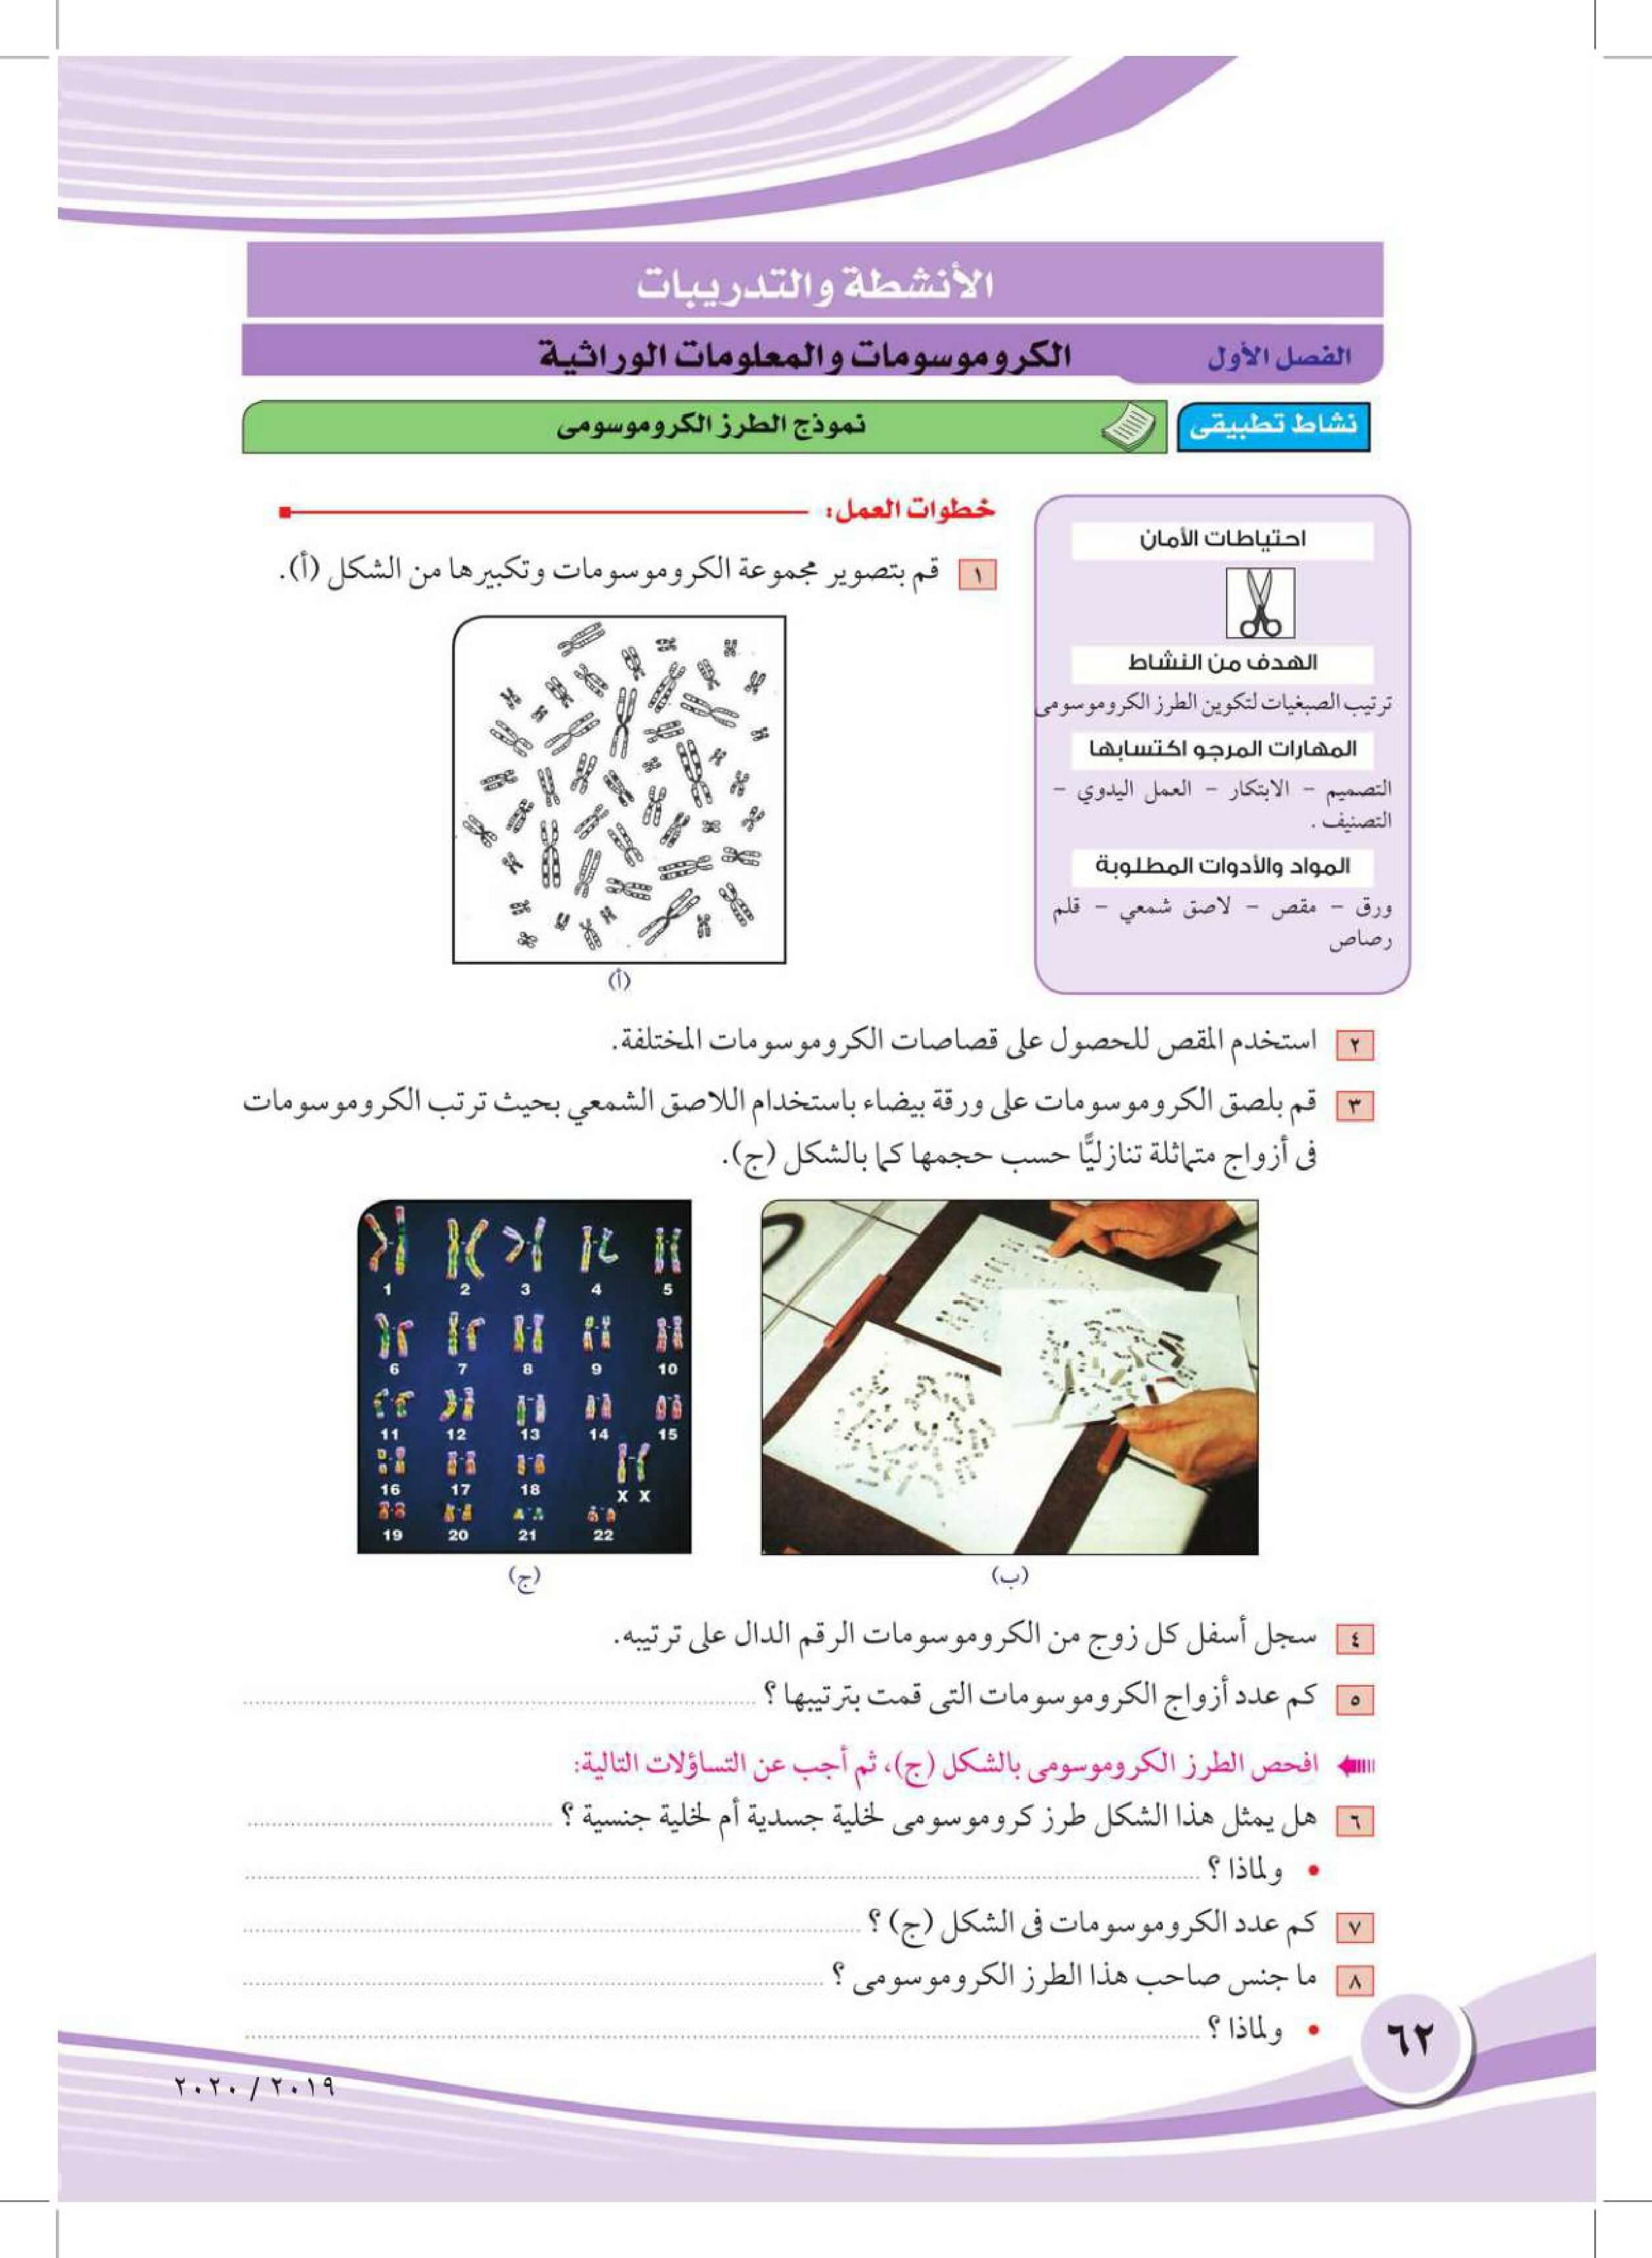 الأنشطة والتدريبات
الفصل الأول
الكروموسومات والمعلومات الوراثية
نشاط تطبيقى
نموذج الطرز الكروموسومى
احتياطات الأمان
الهدف من النشاط
ترتيب الصبغيات لتكوين الطرز الكروموسومى
المهارات المرجو اكتسابها
التصميم - الابتكار - العمل اليدوي -
التصنيف .
المواد والأدوات المطلوبة
ورق - مقص - لاصق شمعي - قلم
رصاص
خطوات العمل:
١ قم بتصوير مجموعة الكروموسومات وتكبيرها من الشكل (أ).
(أ)
٢ استخدم المقص للحصول على قصاصات الكروموسومات المختلفة.
٣ قم بلصق الكروموسومات على ورقة بيضاء باستخدام اللاصق الشمعي بحيث ترتب الكروموسومات
فى أزواج متماثلة تنازليًّا حسب حجمها كما بالشكل (ج).
(ب)
1 2 3 4 5
6 7 8 9 10
11 12 13 14 15
16 17 18 X X
19 20 21 22
(ج)
٤ سجل أسفل كل زوج من الكروموسومات الرقم الدال على ترتيبه.
٥ كم عدد أزواج الكروموسومات التى قمت بترتيبها ؟
افحص الطرز الكروموسومى بالشكل (ج)، ثم أجب عن التساؤلات التالية:
٦ هل يمثل هذا الشكل طرز كروموسومى لخلية جسدية أم لخلية جنسية ؟
• ولماذا ؟
٧ كم عدد الكروموسومات فى الشكل (ج) ؟
٨ ما جنس صاحب هذا الطرز الكروموسومى ؟
• ولماذا ؟
٦٢
٢٠١٩ / ٢٠٢٠